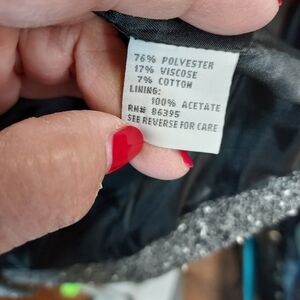 76% POLYESTER
17% VISCOSE
7% COTTON
LINING:
100% ACETATE
RN# 86395
SEE REVERSE FOR CARE